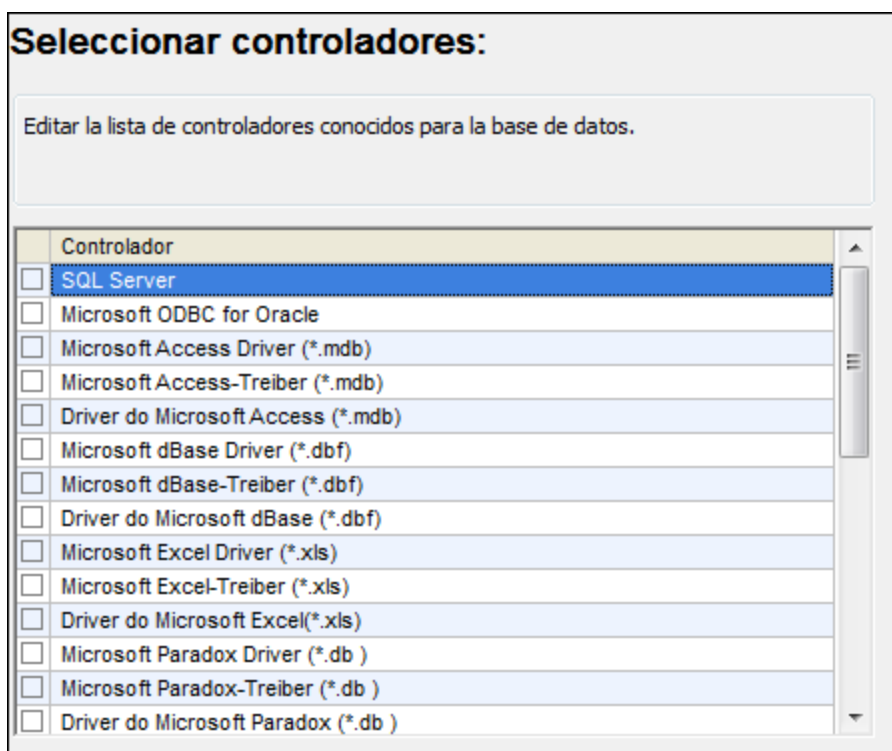 Seleccionar controladores:
Editar la lista de controladores conocidos para la base de datos.
Controlador
SQL Server
Microsoft ODBC for Oracle
Microsoft Access Driver (*.mdb)
Microsoft Access-Treiber (*.mdb)
Driver do Microsoft Access (*.mdb)
Microsoft dBase Driver (*.dbf)
Microsoft dBase-Treiber (*.dbf)
Driver do Microsoft dBase (*.dbf)
Microsoft Excel Driver (*.xls)
Microsoft Excel-Treiber (*.xls)
Driver do Microsoft Excel(*.xls)
Microsoft Paradox Driver (*.db )
Microsoft Paradox-Treiber (*.db )
Driver do Microsoft Paradox (*.db )